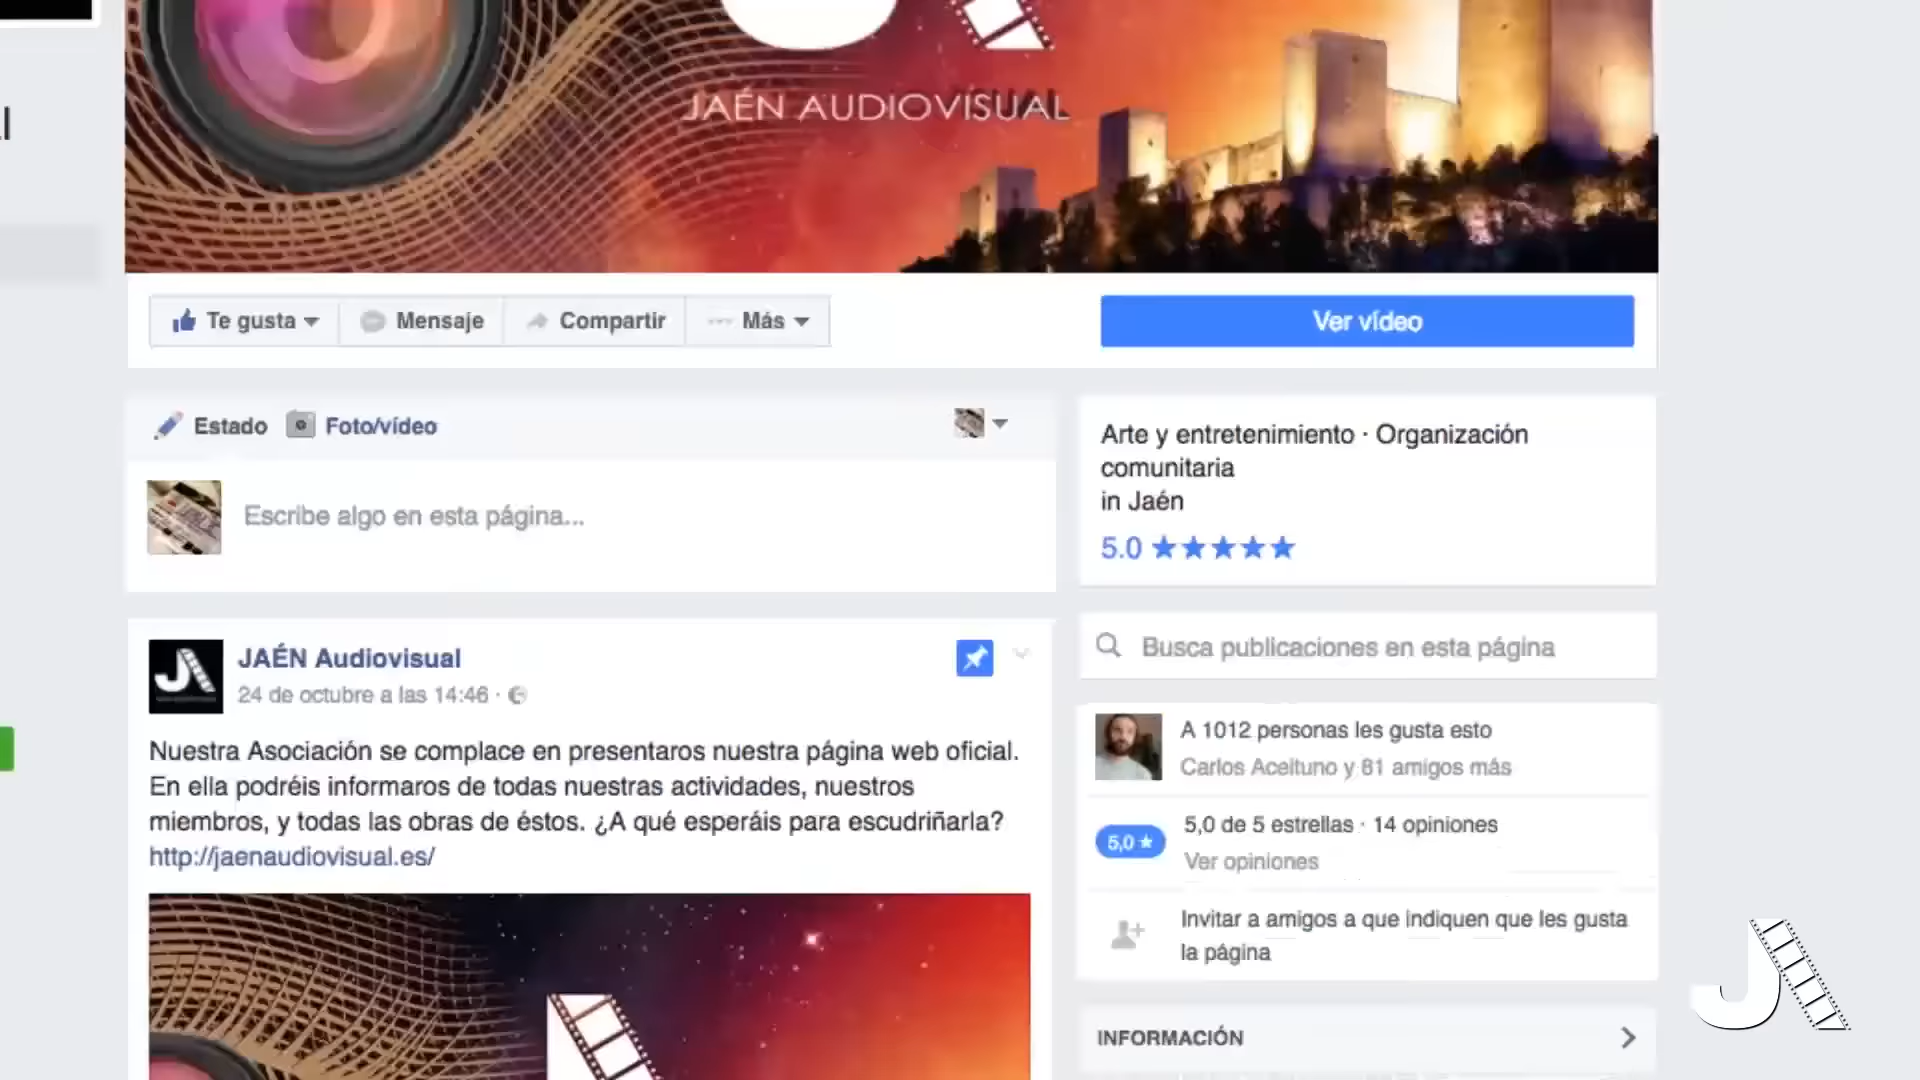 JAÉN AUDIOVISUAL
Te gusta
Mensaje
Compartir
Más
Ver vídeo
Estado
Foto/vídeo
Escribe algo en esta página...
Arte y entretenimiento · Organización
comunitaria
in Jaén
5.0 ★★★★★
Busca publicaciones en esta página
JAÉN Audiovisual
24 de octubre a las 14:46 ·
Nuestra Asociación se complace en presentaros nuestra página web oficial.
En ella podréis informaros de todas nuestras actividades, nuestros
miembros, y todas las obras de éstos. ¿A qué esperáis para escudriñarla?
http://jaenaudiovisual.es/
A 1012 personas les gusta esto
Carlos Aceituno y 81 amigos más
5,0 ★
5,0 de 5 estrellas · 14 opiniones
Ver opiniones
Invitar a amigos a que indiquen que les gusta
la página
INFORMACIÓN
JA